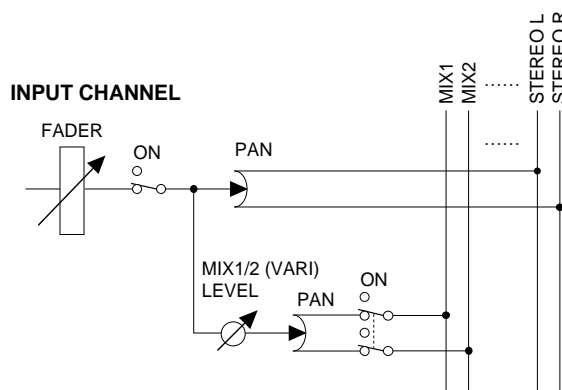 INPUT CHANNEL
FADER
ON
PAN
MIX1
MIX2
......
STEREO L
STEREO R
......
MIX1/2 (VARI)
LEVEL
PAN
ON